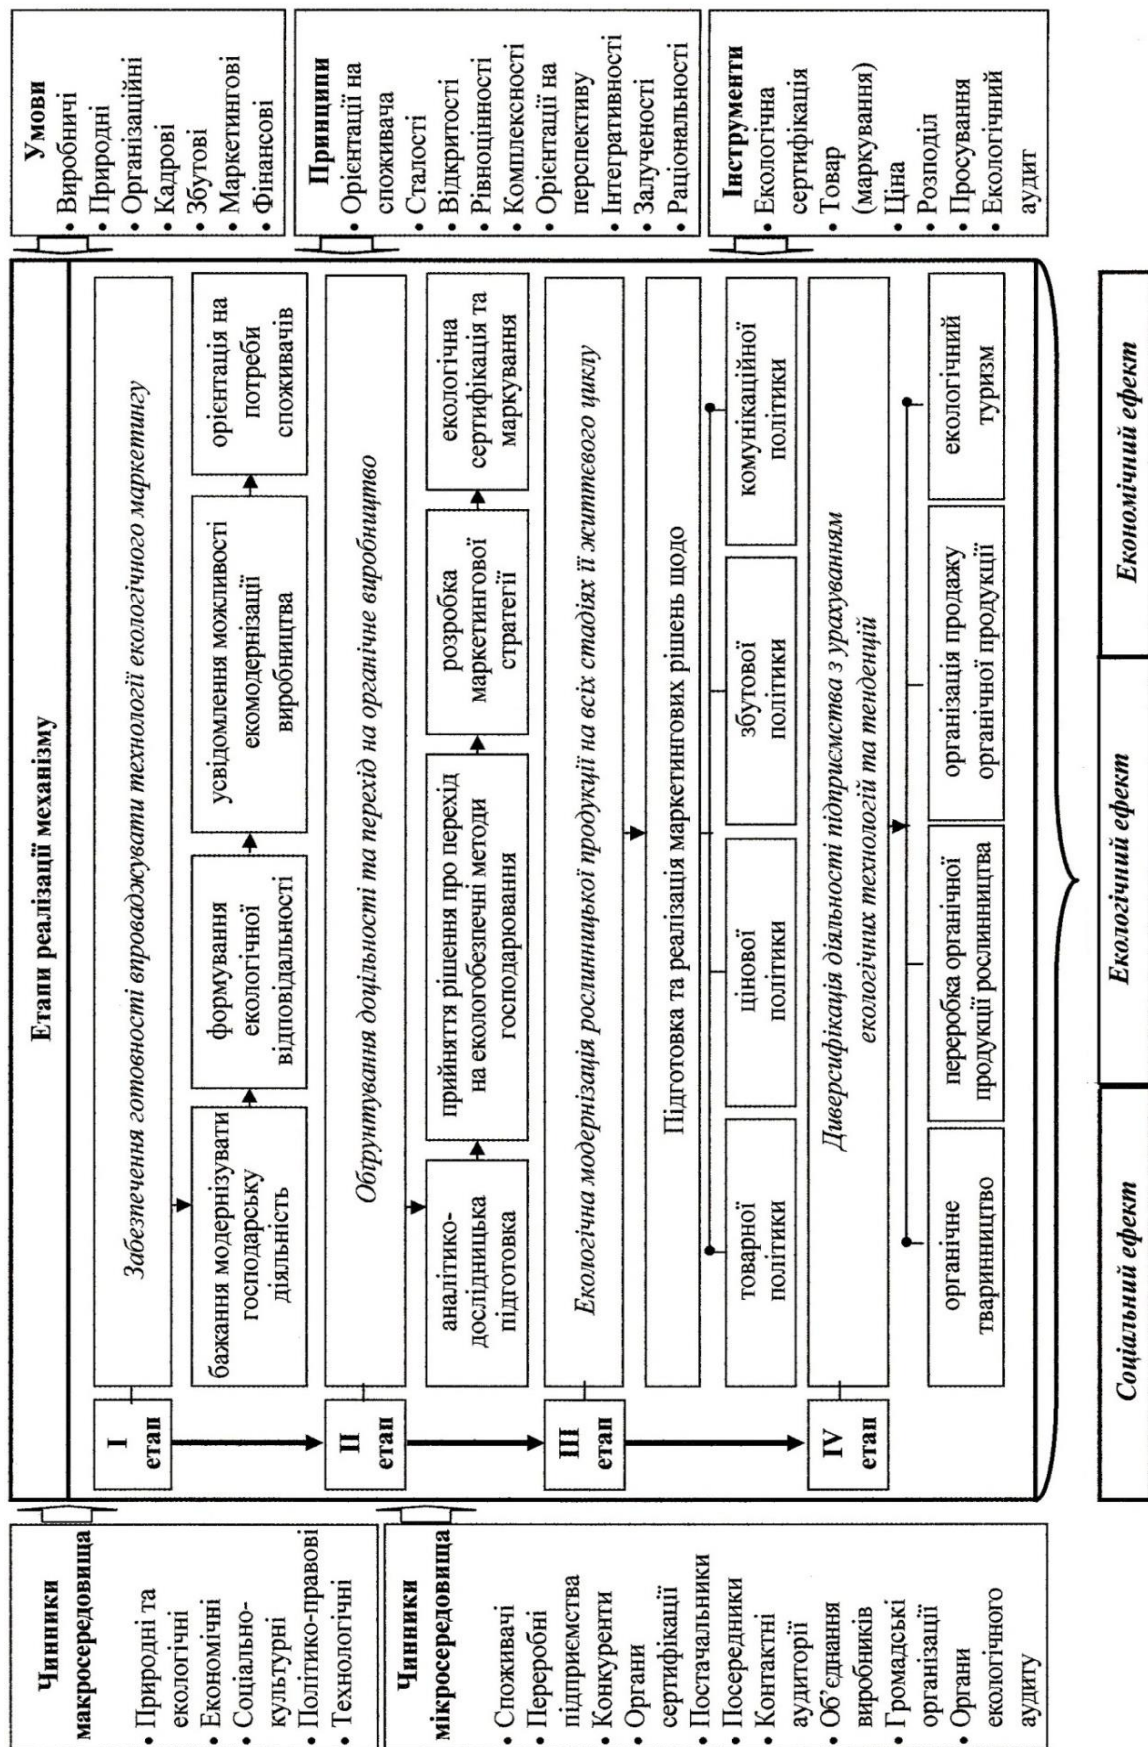 Чинники
макросередовища
• Природні та
екологічні
• Економічні
• Соціально-
культурні
• Політико-правові
• Технологічні
Чинники
мікросередовища
• Споживачі
• Переробні
підприємства
• Конкуренти
• Органи
сертифікації
• Постачальники
• Посередники
• Контактні
аудиторії
• Об’єднання
виробників
• Громадські
організації
• Органи
екологічного
аудиту
Етапи реалізації механізму
I
етап
Забезпечення готовності впроваджувати технології екологічного маркетингу
бажання модернізувати
господарську
діяльність
формування
екологічної
відповідальності
усвідомлення можливості
екомодернізації
виробництва
орієнтація на
потреби
споживачів
II
етап
Обґрунтування доцільності та перехід на органічне виробництво
аналітико-
дослідницька
підготовка
прийняття рішення про перехід
на екологобезпечні методи
господарювання
розробка
маркетингової
стратегії
екологічна
сертифікація та
маркування
III
етап
Екологічна модернізація рослинницької продукції на всіх стадіях її життєвого циклу
Підготовка та реалізація маркетингових рішень щодо
товарної
політики
цінової
політики
збутової
політики
комунікаційної
політики
IV
етап
Диверсифікація діяльності підприємства з урахуванням
екологічних технологій та тенденцій
органічне
тваринництво
переробка органічної
продукції рослинництва
організація продажу
органічної продукції
екологічний
туризм
Умови
• Виробничі
• Природні
• Організаційні
• Кадрові
• Збутові
• Маркетингові
• Фінансові
Принципи
• Орієнтації на
споживача
• Сталості
• Відкритості
• Рівноцінності
• Комплексності
• Орієнтації на
перспективу
• Інтегративності
• Залученості
• Раціональності
Інструменти
• Екологічна
сертифікація
• Товар
(маркування)
• Ціна
• Розподіл
• Просування
• Екологічний
аудит
Соціальний ефект
Екологічний ефект
Економічний ефект